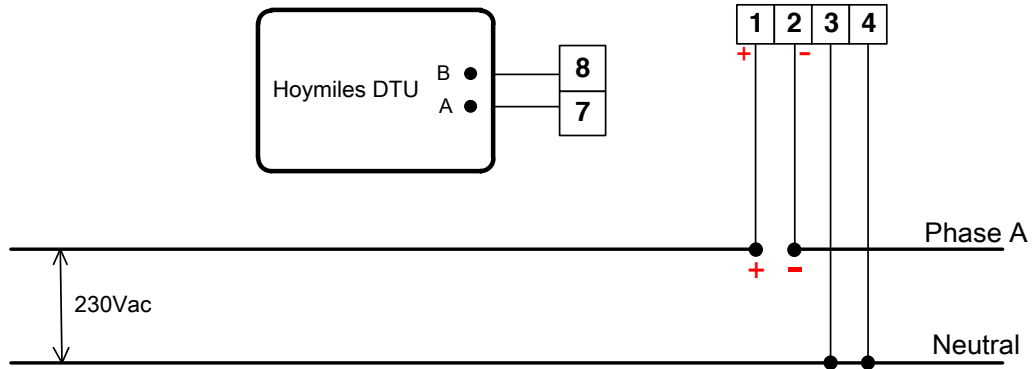 1 2 3 4
+ -
B 8
Hoymiles DTU
A 7
Phase A
+ -
230Vac
Neutral